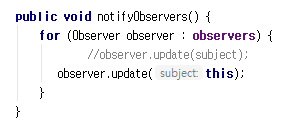 public void notifyObservers() {
for (Observer observer : observers) {
//observer.update(subject);
observer.update( subject: this);
}
}